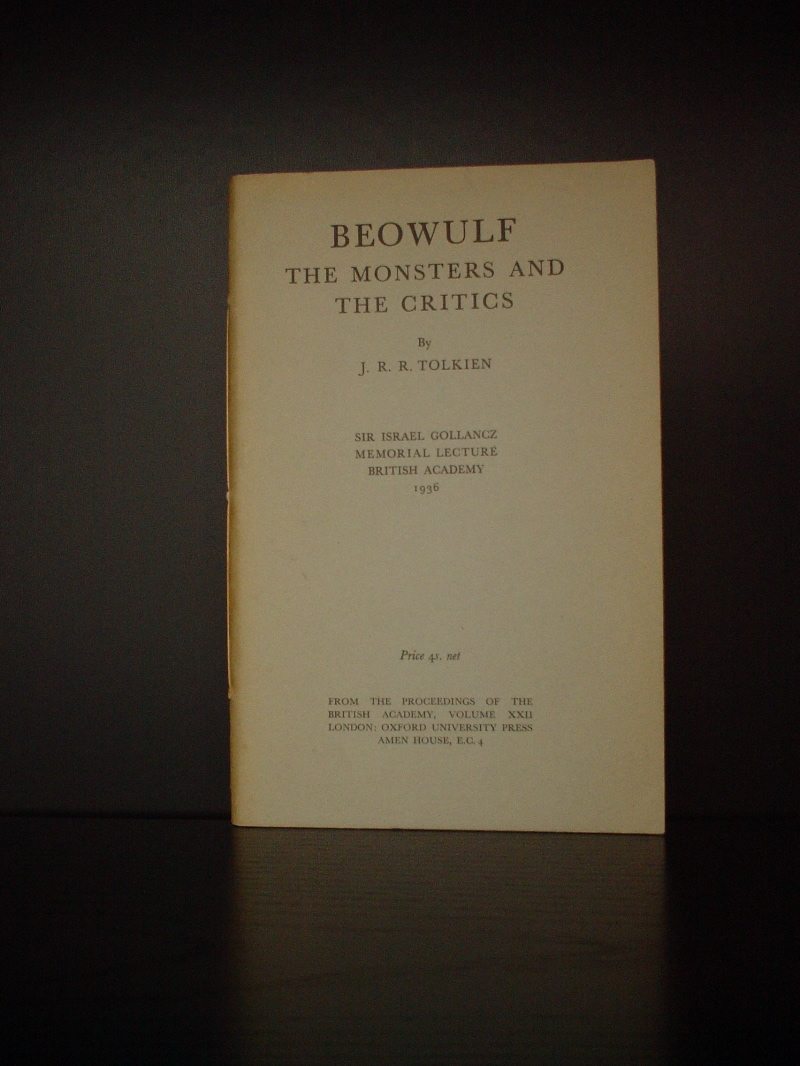 BEOWULF
THE MONSTERS AND
THE CRITICS
By
J. R. R. TOLKIEN
SIR ISRAEL GOLLANCZ
MEMORIAL LECTURE
BRITISH ACADEMY
1936
Price 4s. net
FROM THE PROCEEDINGS OF THE
BRITISH ACADEMY, VOLUME XXII
LONDON: OXFORD UNIVERSITY PRESS
AMEN HOUSE, E.C. 4